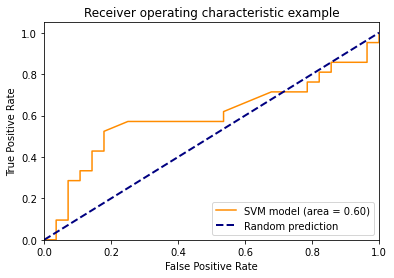 Receiver operating characteristic example
True Positive Rate
1.0
0.8
0.6
0.4
0.2
0.0
0.0 0.2 0.4 0.6 0.8 1.0
False Positive Rate
SVM model (area = 0.60)
Random prediction